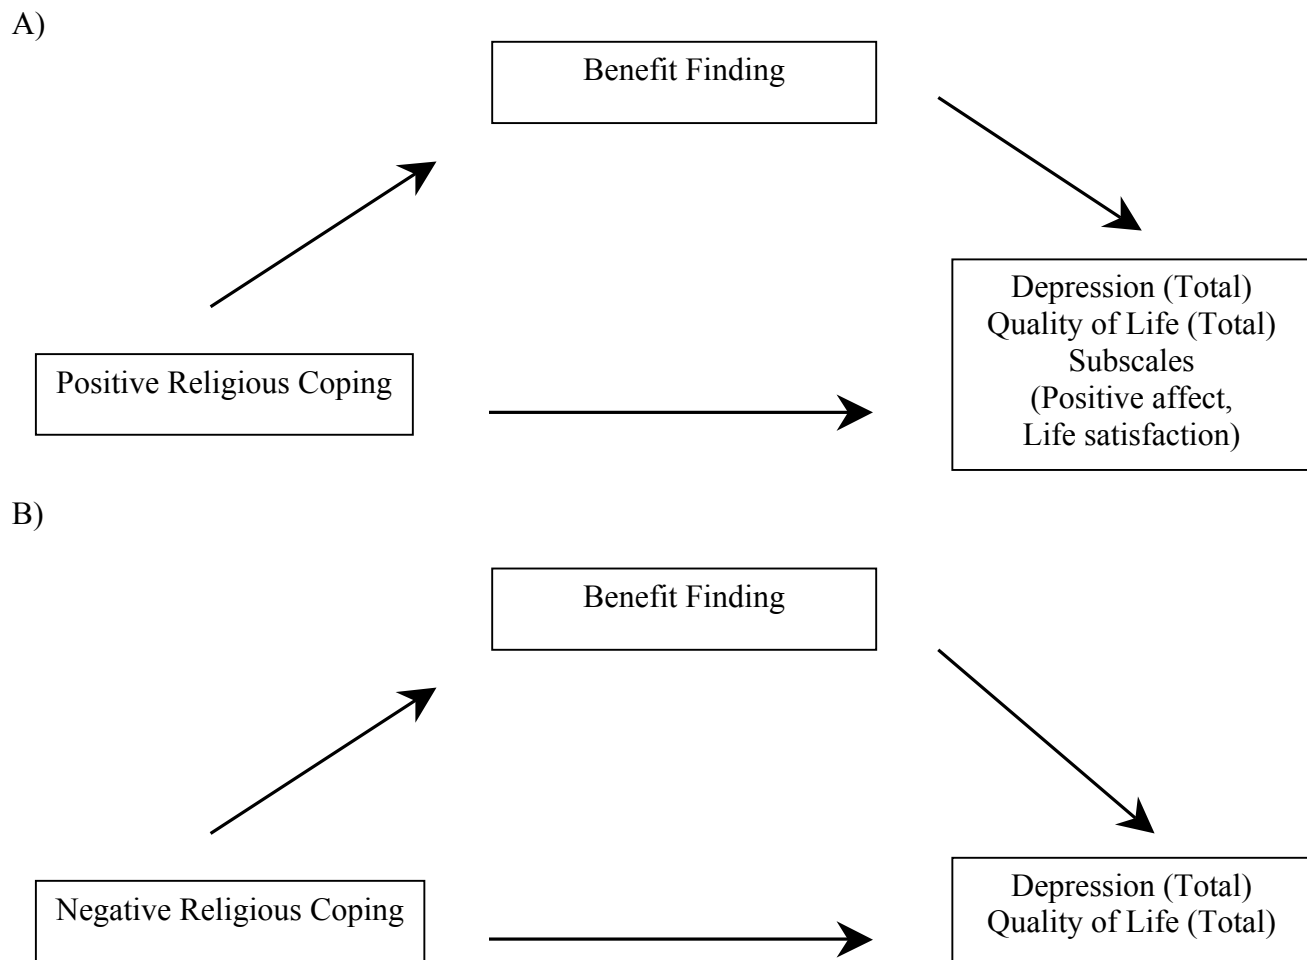 A)
Benefit Finding
Positive Religious Coping
Depression (Total)
Quality of Life (Total)
Subscales
(Positive affect,
Life satisfaction)
B)
Benefit Finding
Negative Religious Coping
Depression (Total)
Quality of Life (Total)